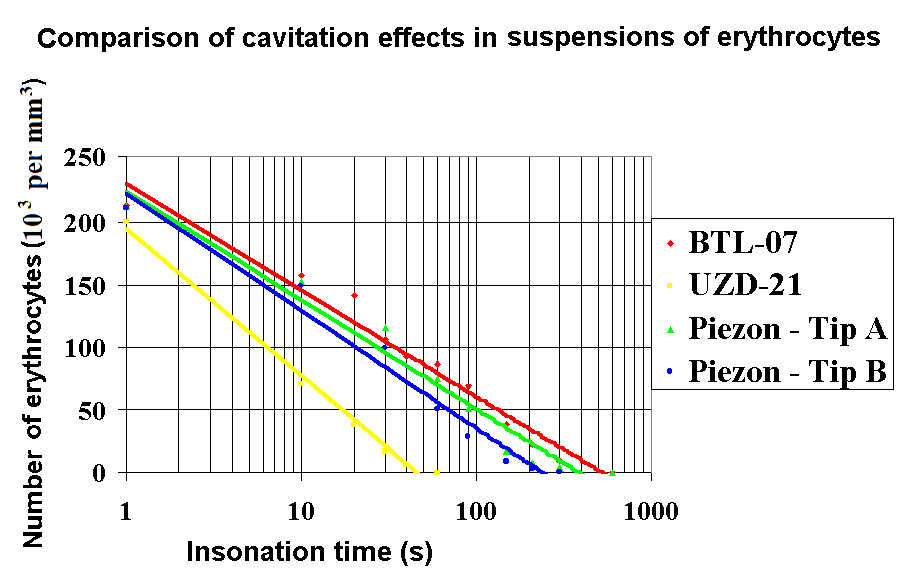 Comparison of cavitation effects in suspensions of erythrocytes
Number of erythrocytes (10³ per mm³)
250
200
150
100
50
0
1 10 100 1000
Insonation time (s)
BTL-07
UZD-21
Piezon - Tip A
Piezon - Tip B